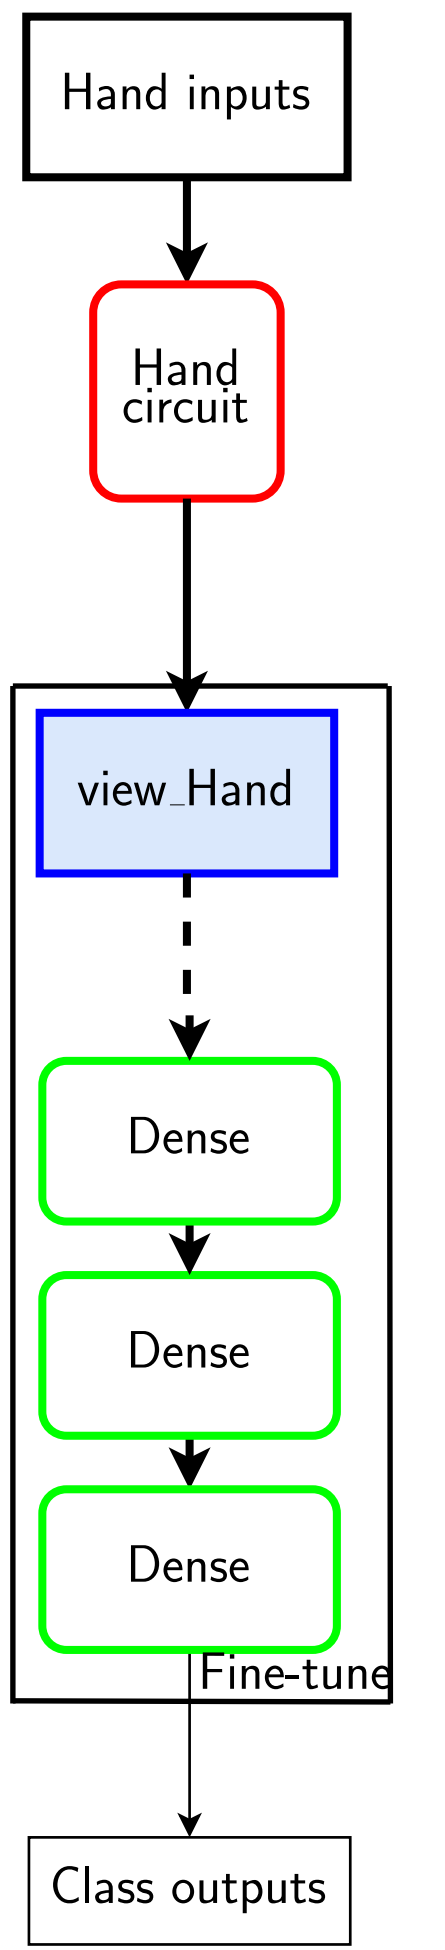 Hand inputs
Hand
circuit
view_Hand
Dense
Dense
Dense
Fine-tune
Class outputs